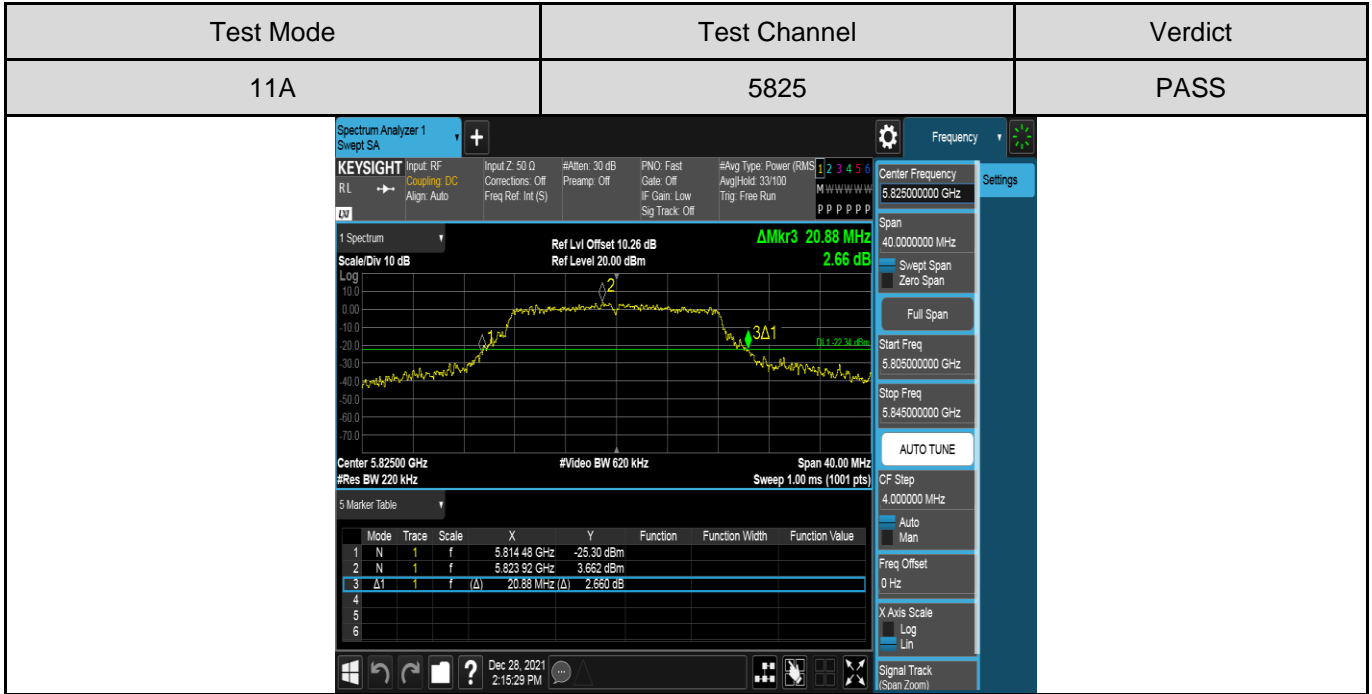 Test Mode Test Channel Verdict
11A 5825 PASS
Spectrum Analyzer 1
Swept SA
+
Frequency
KEYSIGHT Input: RF Input Z: 50 Ω #Atten: 30 dB PNO: Fast #Avg Type: Power (RMS 1 2 3 4 5 6
RL Coupling: DC Corrections: Off Preamp: Off Gate: Off Avg|Hold: 33/100 M W W W W W
Align: Auto Freq Ref: Int (S) IF Gain: Low Trig: Free Run
LXI Sig Track: Off P P P P P P
1 Spectrum
Ref Lvl Offset 10.26 dB ΔMkr3 20.88 MHz
Scale/Div 10 dB Ref Level 20.00 dBm 2.66 dB
Log
10.0 2
0.00
-10.0 1 3Δ1
-20.0 DL1 -22.34 dBm
-30.0
-40.0
-50.0
-60.0
-70.0
Center 5.82500 GHz #Video BW 620 kHz Span 40.00 MHz
#Res BW 220 kHz Sweep 1.00 ms (1001 pts)
5 Marker Table
Mode Trace Scale X Y Function Function Width Function Value
1 N 1 f 5.814 48 GHz -25.30 dBm
2 N 1 f 5.823 92 GHz 3.662 dBm
3 Δ1 1 f (Δ) 20.88 MHz (Δ) 2.660 dB
4
5
6
? Dec 28, 2021
2:15:29 PM
Center Frequency
5.825000000 GHz
Settings
Span
40.0000000 MHz
Swept Span
Zero Span
Full Span
Start Freq
5.805000000 GHz
Stop Freq
5.845000000 GHz
AUTO TUNE
CF Step
4.000000 MHz
Auto
Man
Freq Offset
0 Hz
X Axis Scale
Log
Lin
Signal Track
(Span Zoom)